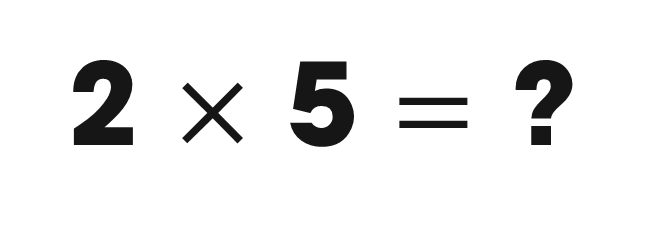 2 × 5 = ?